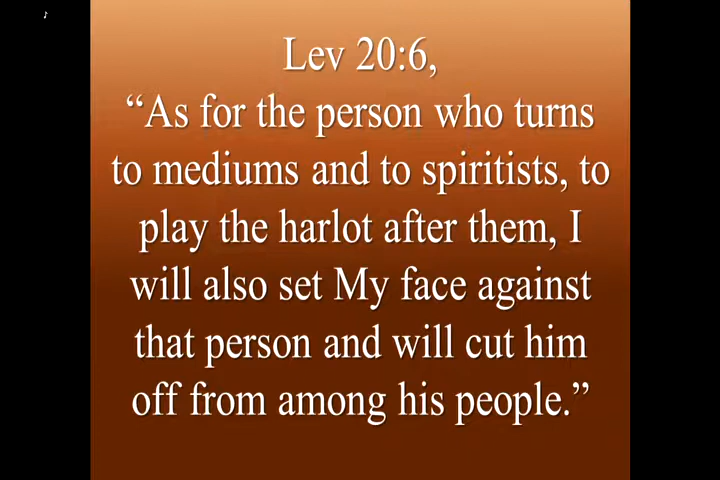 ♪
Lev 20:6,
“As for the person who turns
to mediums and to spiritists, to
play the harlot after them, I
will also set My face against
that person and will cut him
off from among his people.”